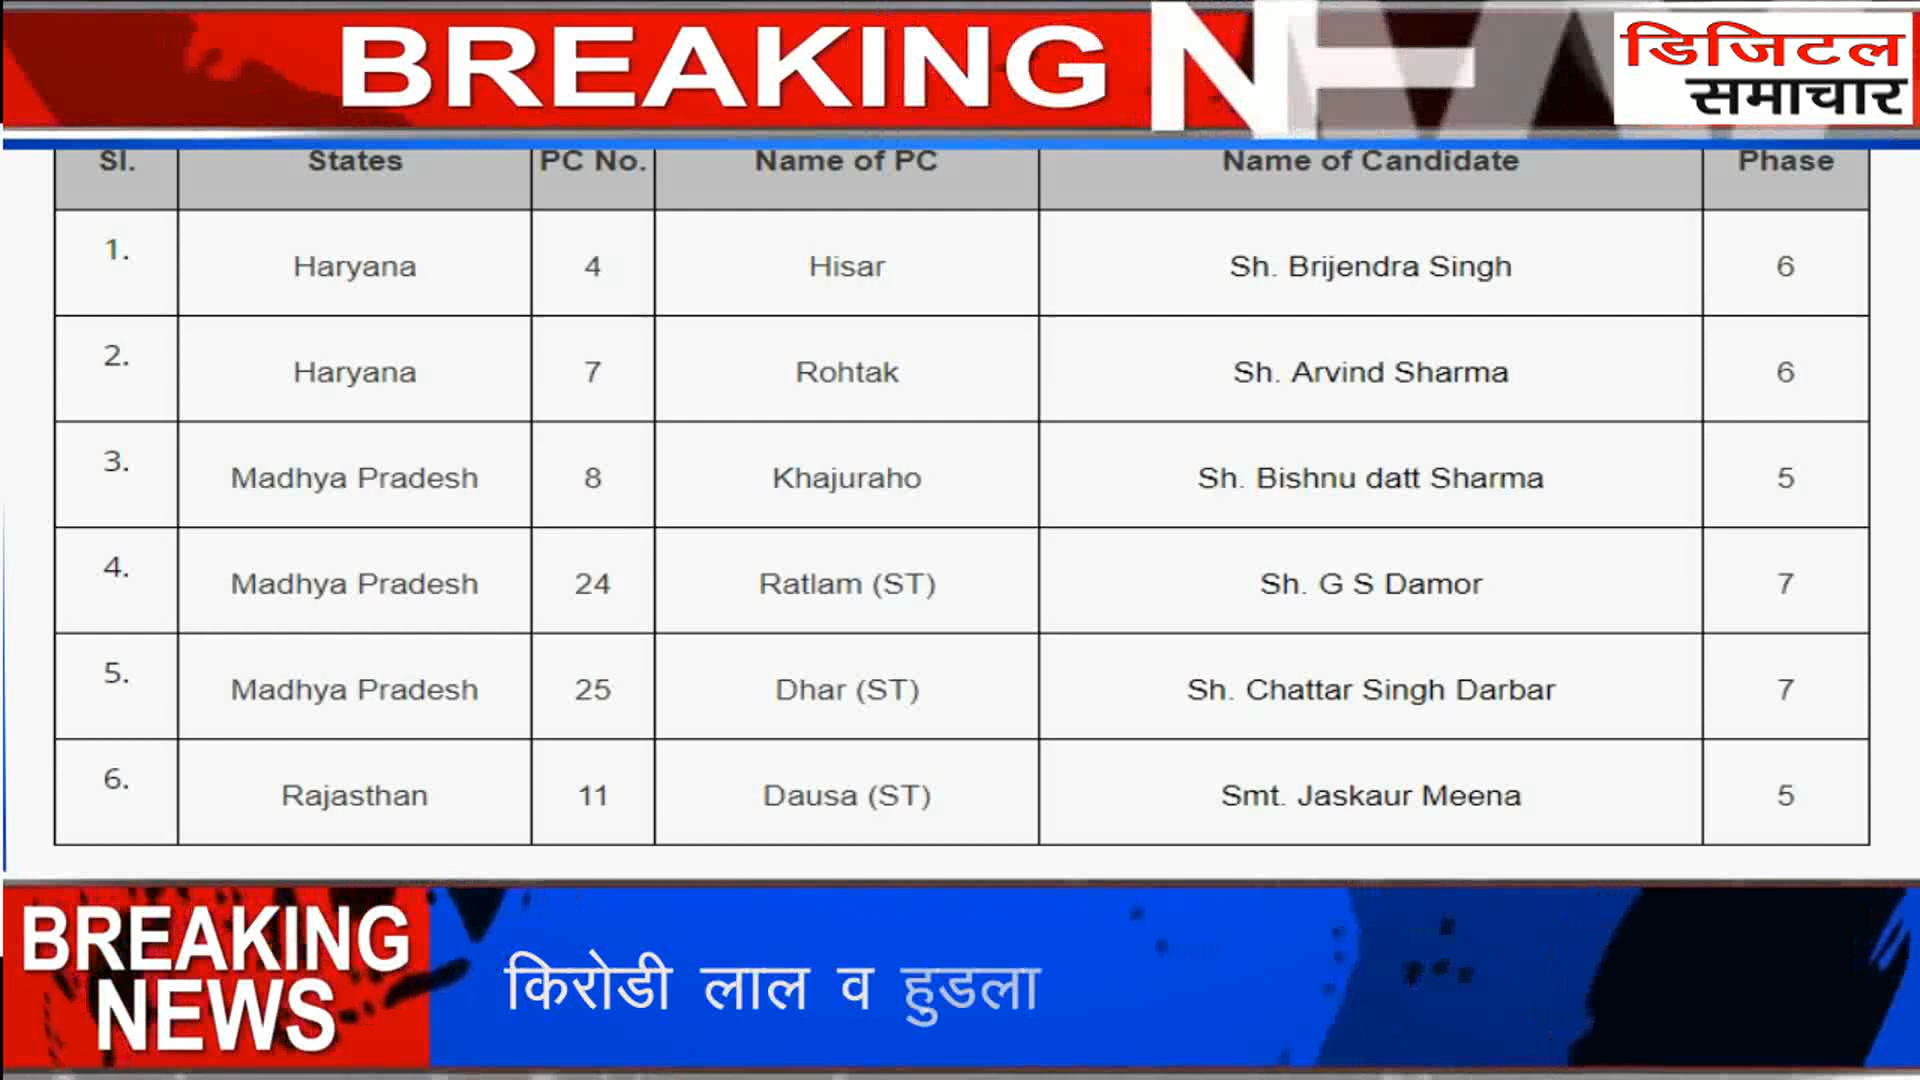 BREAKING NEW
डिजिटल
समाचार
Sl. States PC No. Name of PC Name of Candidate Phase
1. Haryana 4 Hisar Sh. Brijendra Singh 6
2. Haryana 7 Rohtak Sh. Arvind Sharma 6
3. Madhya Pradesh 8 Khajuraho Sh. Bishnu datt Sharma 5
4. Madhya Pradesh 24 Ratlam (ST) Sh. G S Damor 7
5. Madhya Pradesh 25 Dhar (ST) Sh. Chattar Singh Darbar 7
6. Rajasthan 11 Dausa (ST) Smt. Jaskaur Meena 5
BREAKING
NEWS
किरोडी लाल व हुडला